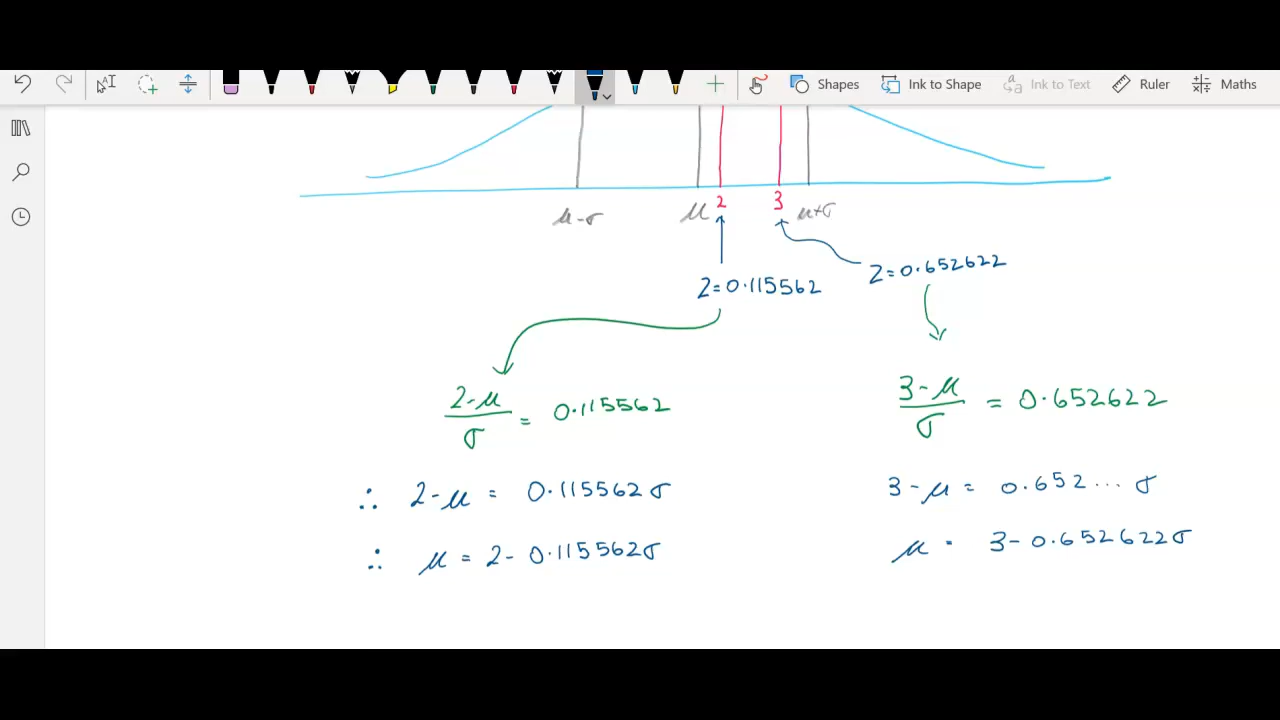 Shapes Ink to Shape Ink to Text Ruler Maths
μ-σ μ 2 3 μ+σ
Z=0.115562 Z=0.652622
2-μ/σ = 0.115562
3-μ/σ = 0.652622
∴ 2-μ = 0.115562σ
3-μ = 0.652... σ
∴ μ = 2-0.115562σ
μ = 3-0.652622σ